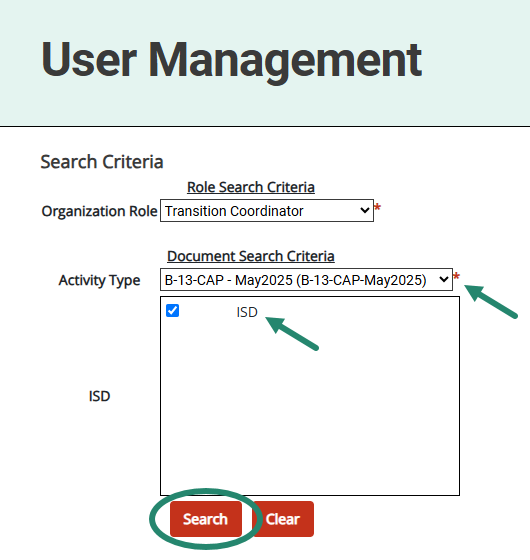 User Management
Search Criteria
Role Search Criteria
Organization Role Transition Coordinator *
Document Search Criteria
Activity Type B-13-CAP - May2025 (B-13-CAP-May2025) *
ISD
ISD
Search Clear